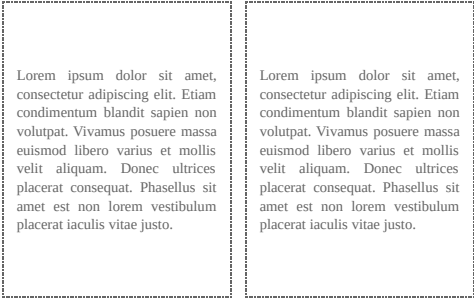 Lorem ipsum dolor sit amet,
consectetur adipiscing elit. Etiam
condimentum blandit sapien non
volutpat. Vivamus posuere massa
euismod libero varius et mollis
velit aliquam. Donec ultrices
placerat consequat. Phasellus sit
amet est non lorem vestibulum
placerat iaculis vitae justo.
Lorem ipsum dolor sit amet,
consectetur adipiscing elit. Etiam
condimentum blandit sapien non
volutpat. Vivamus posuere massa
euismod libero varius et mollis
velit aliquam. Donec ultrices
placerat consequat. Phasellus sit
amet est non lorem vestibulum
placerat iaculis vitae justo.